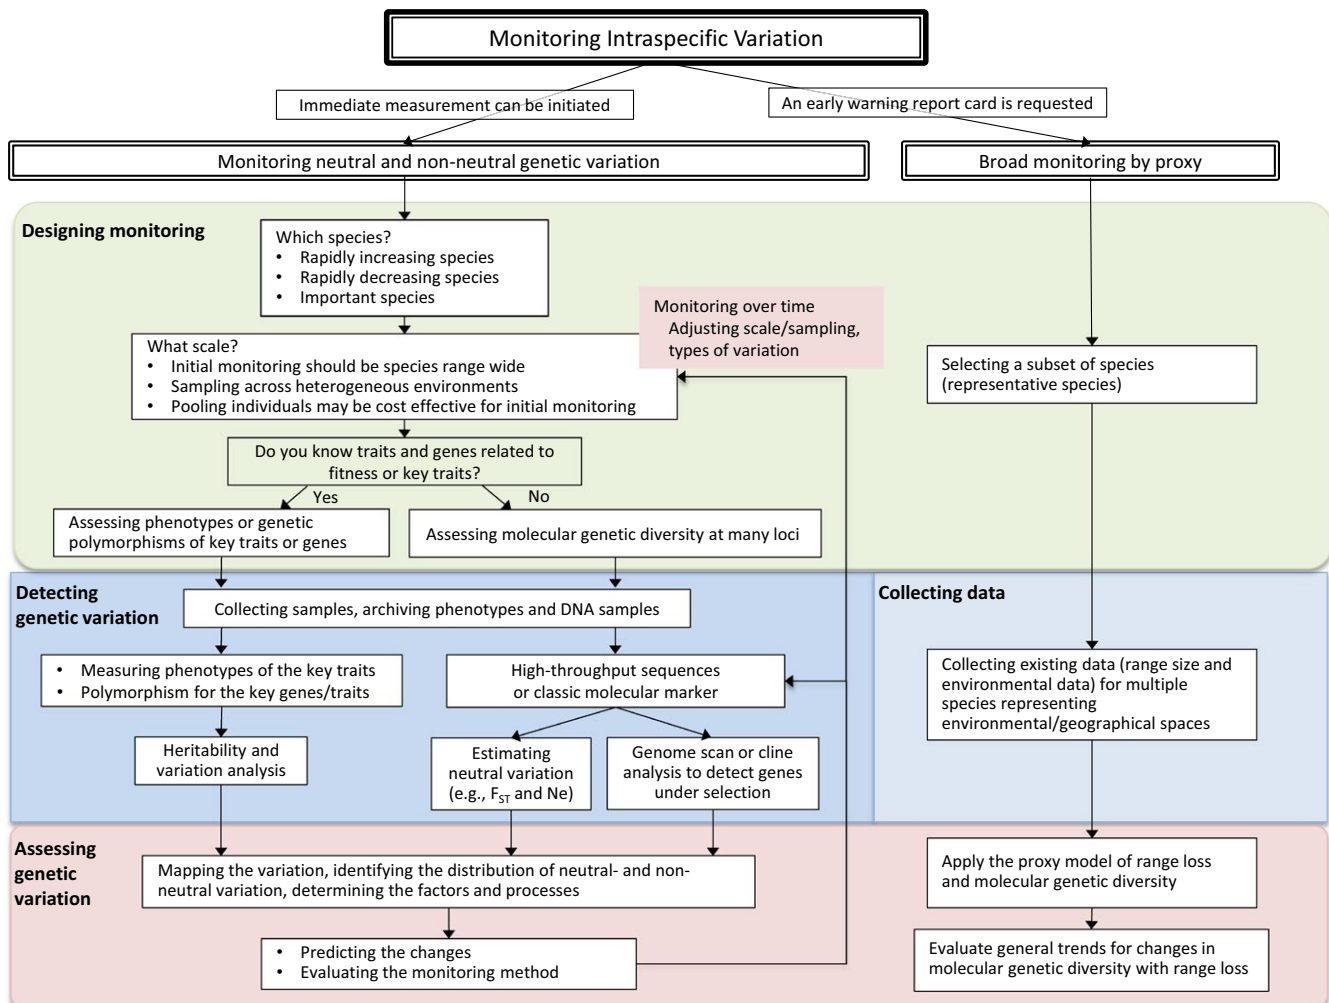 Monitoring Intraspecific Variation
Immediate measurement can be initiated
An early warning report card is requested
Monitoring neutral and non-neutral genetic variation
Broad monitoring by proxy
Designing monitoring
Which species?
• Rapidly increasing species
• Rapidly decreasing species
• Important species
Monitoring over time
Adjusting scale/sampling,
types of variation
What scale?
• Initial monitoring should be species range wide
• Sampling across heterogeneous environments
• Pooling individuals may be cost effective for initial monitoring
Selecting a subset of species
(representative species)
Do you know traits and genes related to
fitness or key traits?
Yes
No
Assessing phenotypes or genetic
polymorphisms of key traits or genes
Assessing molecular genetic diversity at many loci
Detecting
genetic variation
Collecting data
Collecting samples, archiving phenotypes and DNA samples
• Measuring phenotypes of the key traits
• Polymorphism for the key genes/traits
High-throughput sequences
or classic molecular marker
Collecting existing data (range size and
environmental data) for multiple
species representing
environmental/geographical spaces
Heritability and
variation analysis
Estimating
neutral variation
(e.g., FST and Ne)
Genome scan or cline
analysis to detect genes
under selection
Assessing
genetic
variation
Mapping the variation, identifying the distribution of neutral- and non-
neutral variation, determining the factors and processes
Apply the proxy model of range loss
and molecular genetic diversity
• Predicting the changes
• Evaluating the monitoring method
Evaluate general trends for changes in
molecular genetic diversity with range loss